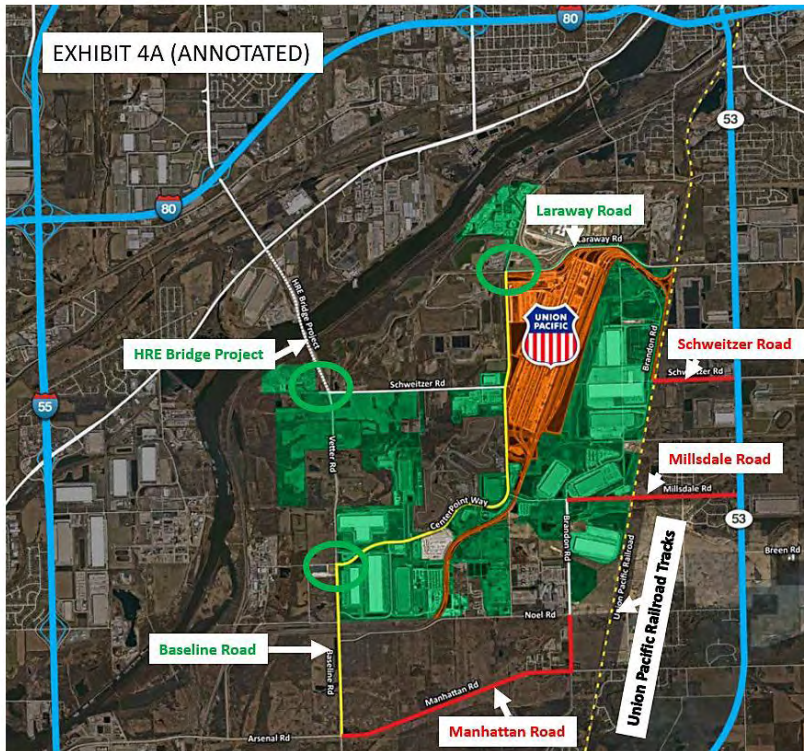 80
EXHIBIT 4A (ANNOTATED)
53
80
Laraway Road
Laraway Rd
HRE Bridge Project
UNION
PACIFIC
Brandon Rd
Schweitzer Road
HRE Bridge Project
Schweitzer Rd
Schweitzer Rd
55
Vetter Rd
Millsdale Road
Millsdale Rd
CenterPoint Way
53
Brandon Rd
Breen Rd
Union Pacific Railroad
Union Pacific Railroad Tracks
Noel Rd
Baseline Road
Baseline Rd
Manhattan Rd
Manhattan Road
Arsenal Rd